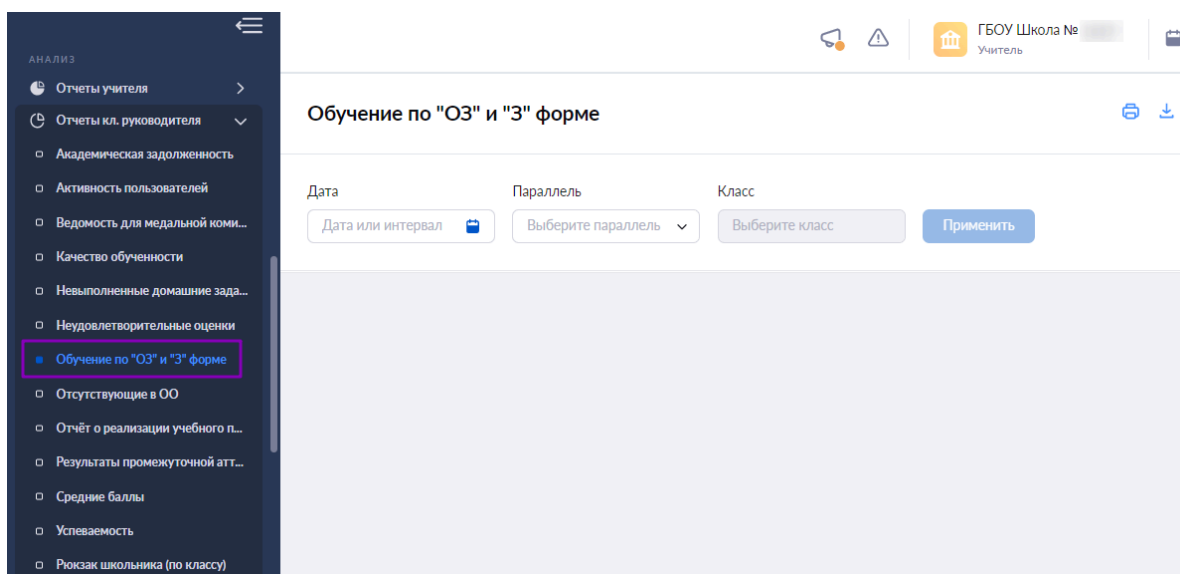 АНАЛИЗ
Отчеты учителя
Отчеты кл. руководителя
Академическая задолженность
Активность пользователей
Ведомость для медальной коми...
Качество обученности
Невыполненные домашние зада...
Неудовлетворительные оценки
Обучение по "ОЗ" и "З" форме
Отсутствующие в ОО
Отчёт о реализации учебного п...
Результаты промежуточной атт...
Средние баллы
Успеваемость
Рюкзак школьника (по классу)
ГБОУ Школа №
Учитель
Обучение по "ОЗ" и "З" форме
Дата Параллель Класс
Дата или интервал Выберите параллель Выберите класс Применить